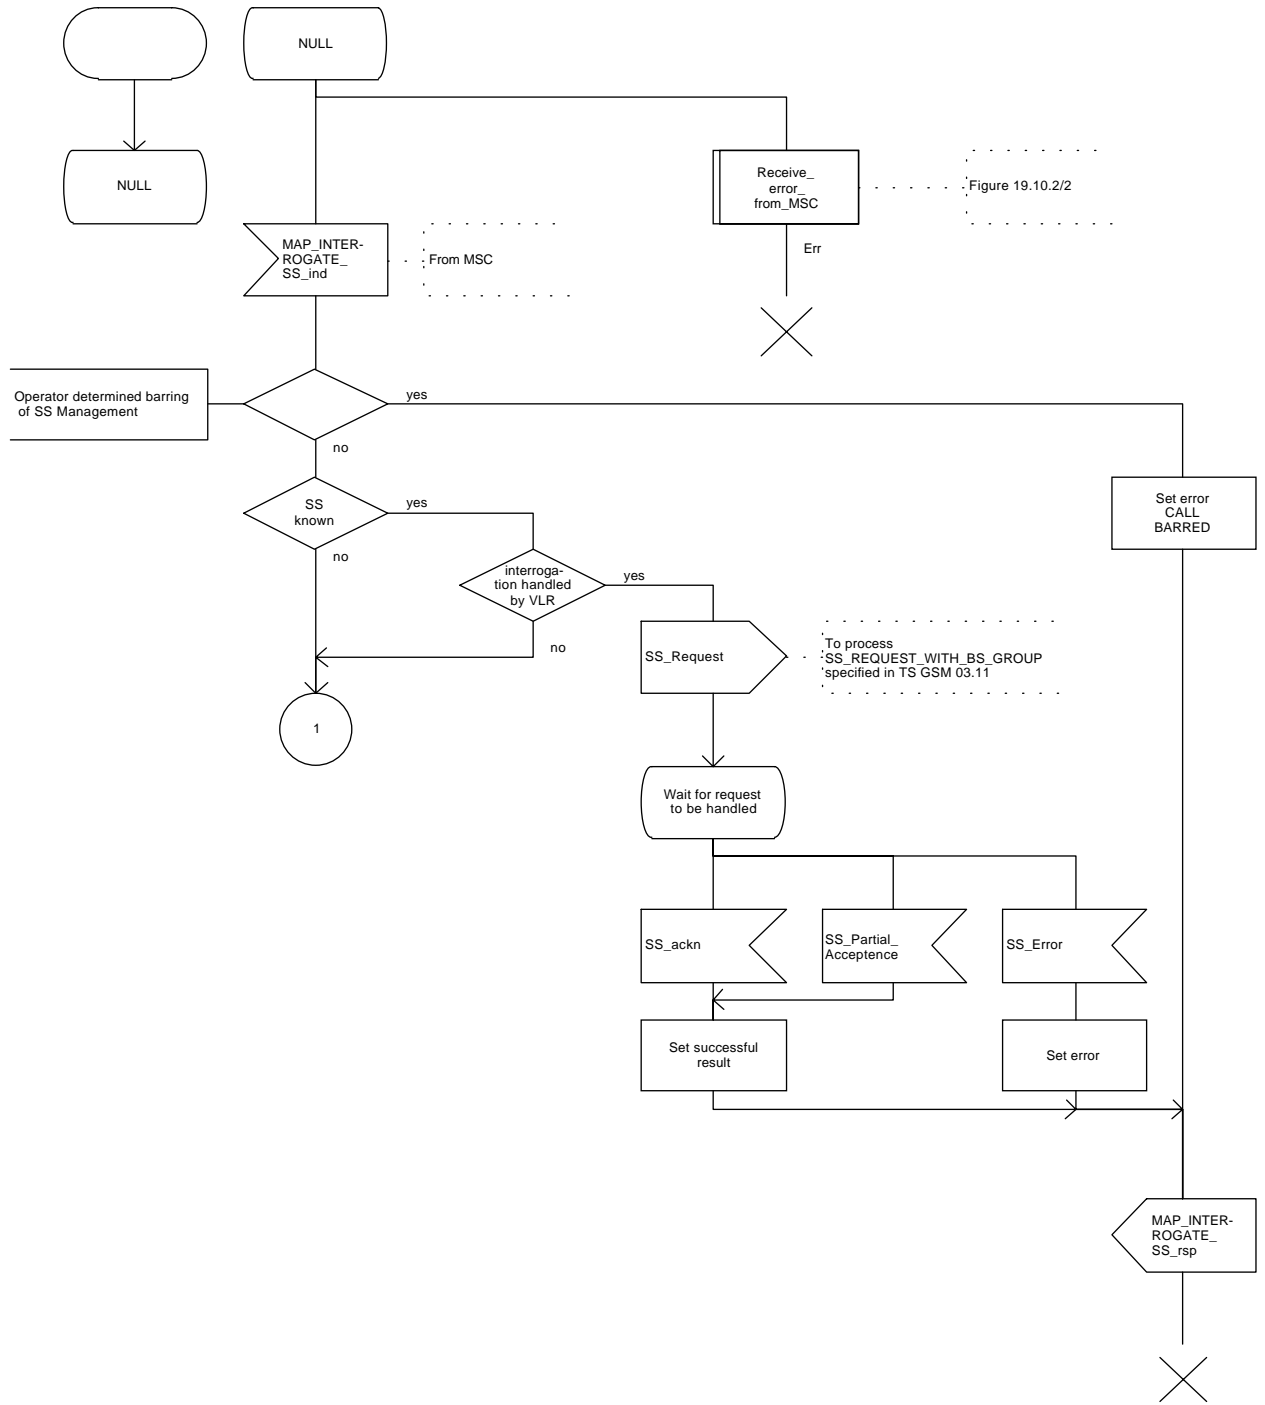 NULL
NULL
Receive_
error_
from_MSC
Figure 19.10.2/2
MAP_INTER-
ROGATE_
SS_ind
From MSC
Err
Operator determined barring
of SS Management
yes
no
SS
known
yes
no
Set error
CALL
BARRED
interroga-
tion handled
by VLR
yes
no
SS_Request
To process
SS_REQUEST_WITH_BS_GROUP
specified in TS GSM 03.11
1
Wait for request
to be handled
SS_ackn
SS_Partial_
Acceptence
SS_Error
Set successful
result
Set error
MAP_INTER-
ROGATE_
SS_rsp